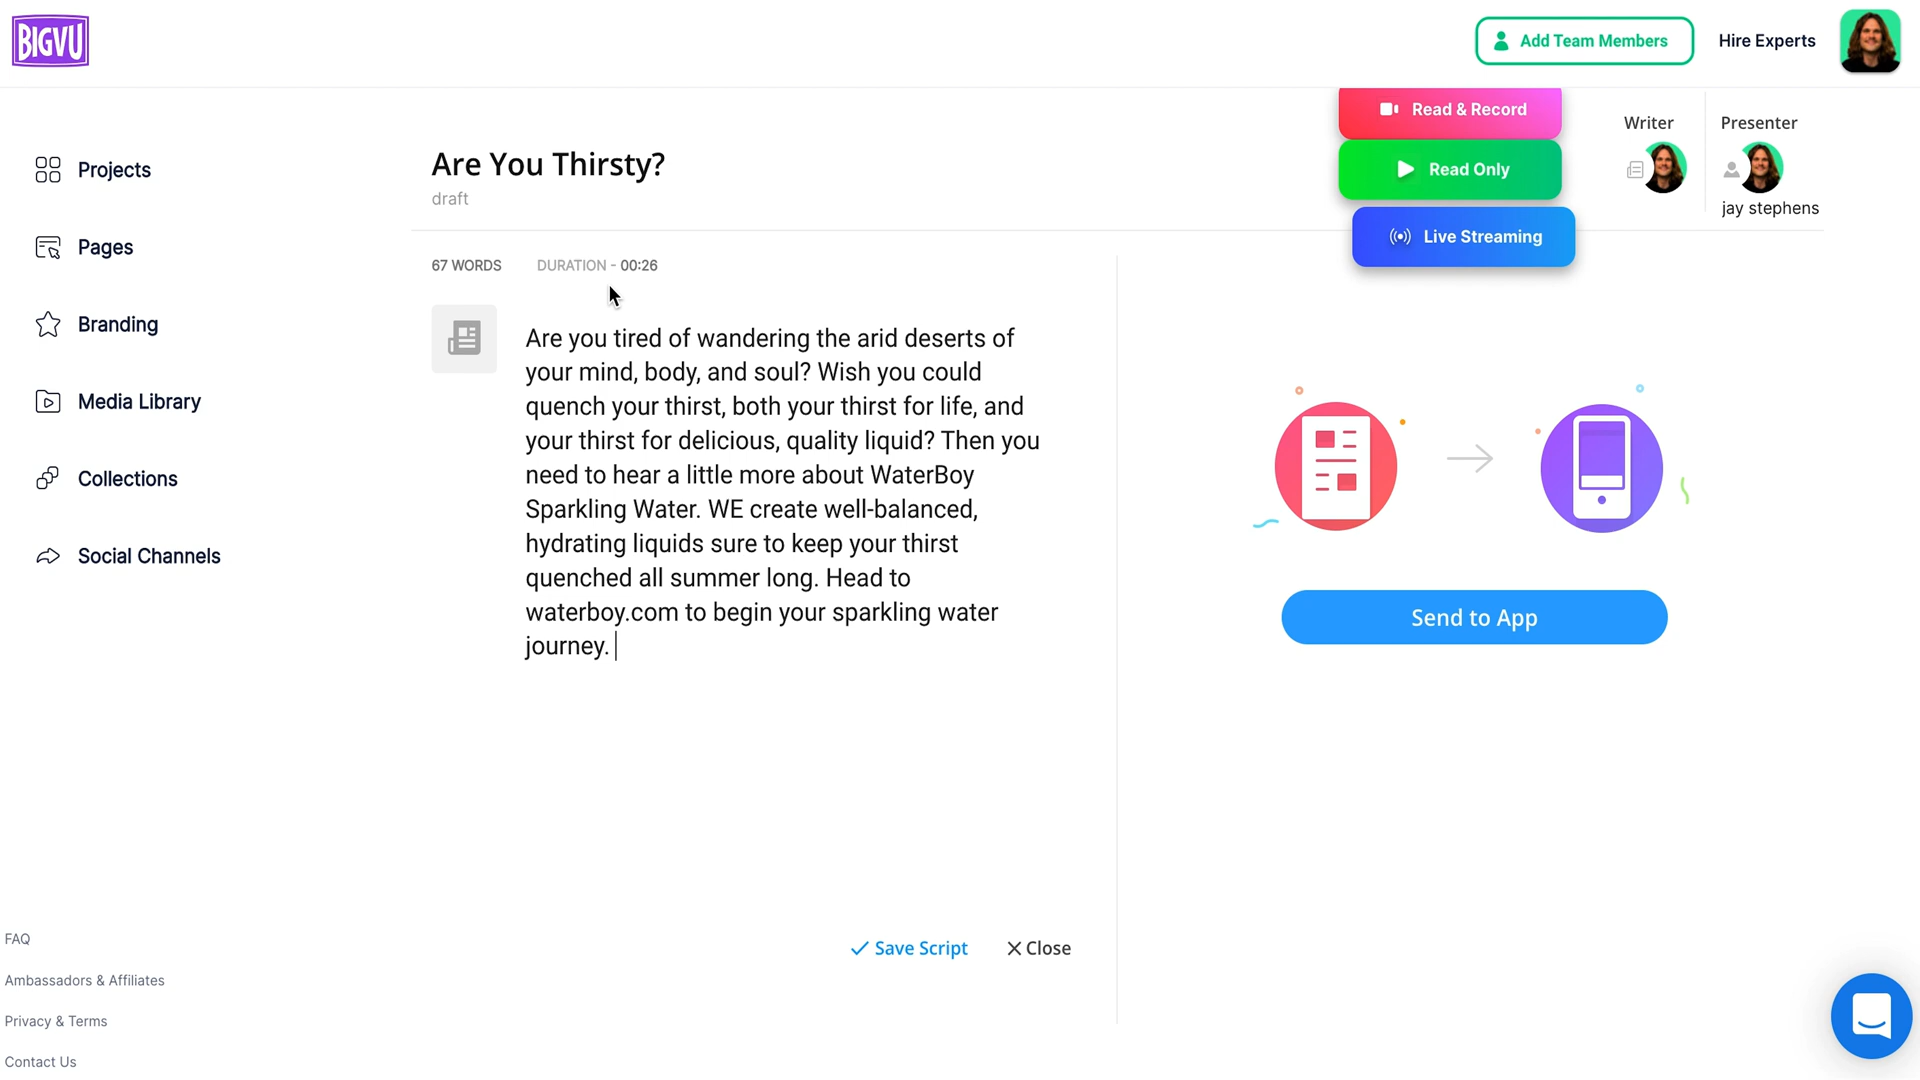 BIGVU
Add Team Members
Hire Experts
Projects
Pages
Branding
Media Library
Collections
Social Channels
FAQ
Ambassadors & Affiliates
Privacy & Terms
Contact Us
Are You Thirsty?
draft
Read & Record
Read Only
Live Streaming
Writer
Presenter
jay stephens
67 WORDS
DURATION - 00:26
Are you tired of wandering the arid deserts of
your mind, body, and soul? Wish you could
quench your thirst, both your thirst for life, and
your thirst for delicious, quality liquid? Then you
need to hear a little more about WaterBoy
Sparkling Water. WE create well-balanced,
hydrating liquids sure to keep your thirst
quenched all summer long. Head to
waterboy.com to begin your sparkling water
journey.
Save Script
Close
Send to App